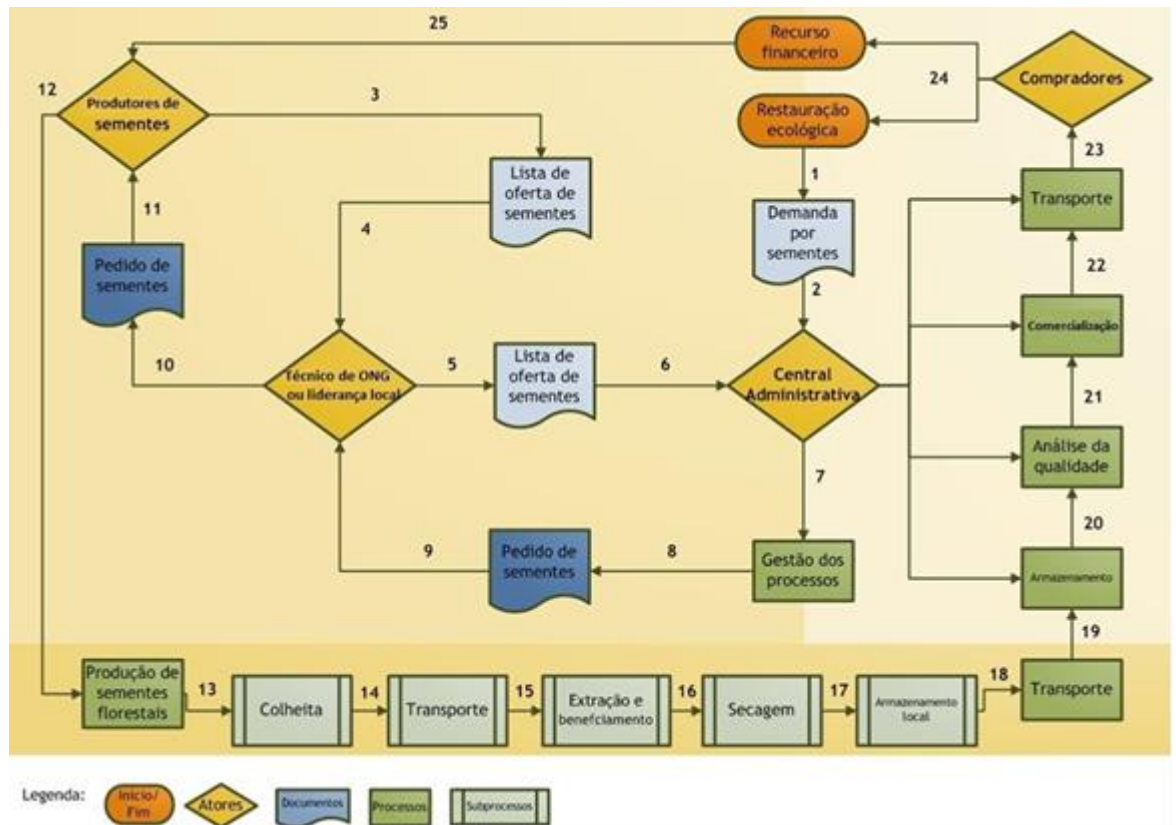 25
Recurso
financeiro
Compradores
24
12
Produtores de
sementes
3
Restauração
ecológica
23
1
Lista de
oferta de
sementes
Transporte
11
4
Demanda
por
sementes
22
Pedido de
sementes
2
Comercialização
10
Técnico de ONG
ou liderança local
5
Lista de
oferta de
sementes
6
Central
Administrativa
21
Análise da
qualidade
7
20
9
Pedido de
sementes
8
Gestão dos
processos
Armazenamento
19
Produção de
sementes
florestais
13
Colheita
14
Transporte
15
Extração e
benefciamento
16
Secagem
17
Armazenamento
local
18
Transporte
Legenda:
Início/
Fim
Atores
Documentos
Processos
Subprocessos